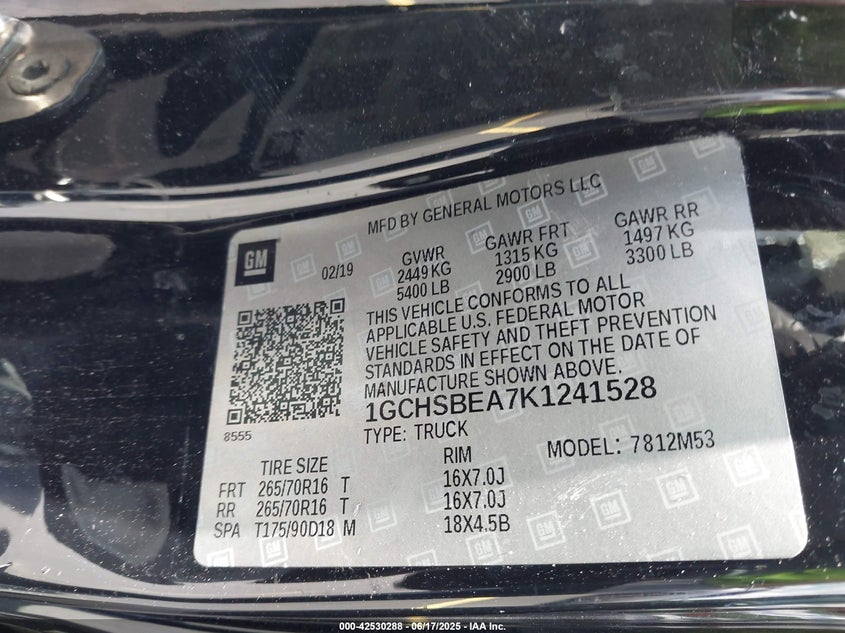 MFD BY GENERAL MOTORS LLC
GM
02/19
GVWR
2449 KG
5400 LB
GAWR FRT
1315 KG
2900 LB
GAWR RR
1497 KG
3300 LB
THIS VEHICLE CONFORMS TO ALL
APPLICABLE U.S. FEDERAL MOTOR
VEHICLE SAFETY AND THEFT PREVENTION
STANDARDS IN EFFECT ON THE DATE OF
MANUFACTURE SHOWN ABOVE.
1GCHSBEA7K1241528
8555
TYPE: TRUCK
MODEL: 7812M53
TIRE SIZE RIM
FRT 265/70R16 T 16X7.0J
RR 265/70R16 T 16X7.0J
SPA T175/90D18 M 18X4.5B
000-42530288 - 06/17/2025 - IAA Inc.